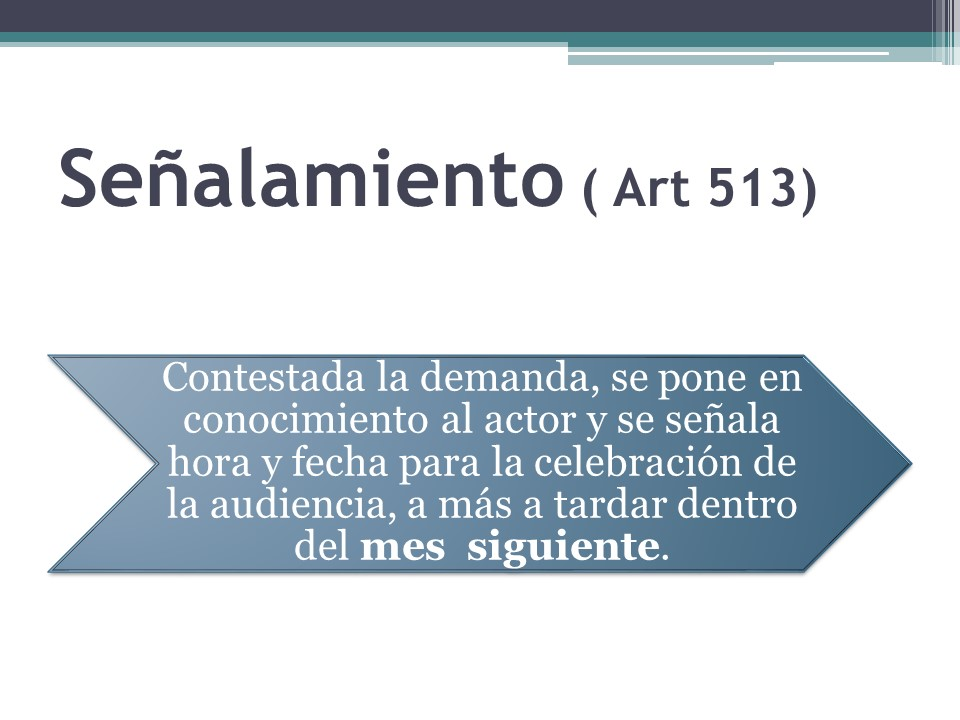 Señalamiento ( Art 513)
Contestada la demanda, se pone en
conocimiento al actor y se señala
hora y fecha para la celebración de
la audiencia, a más a tardar dentro
del mes  siguiente.